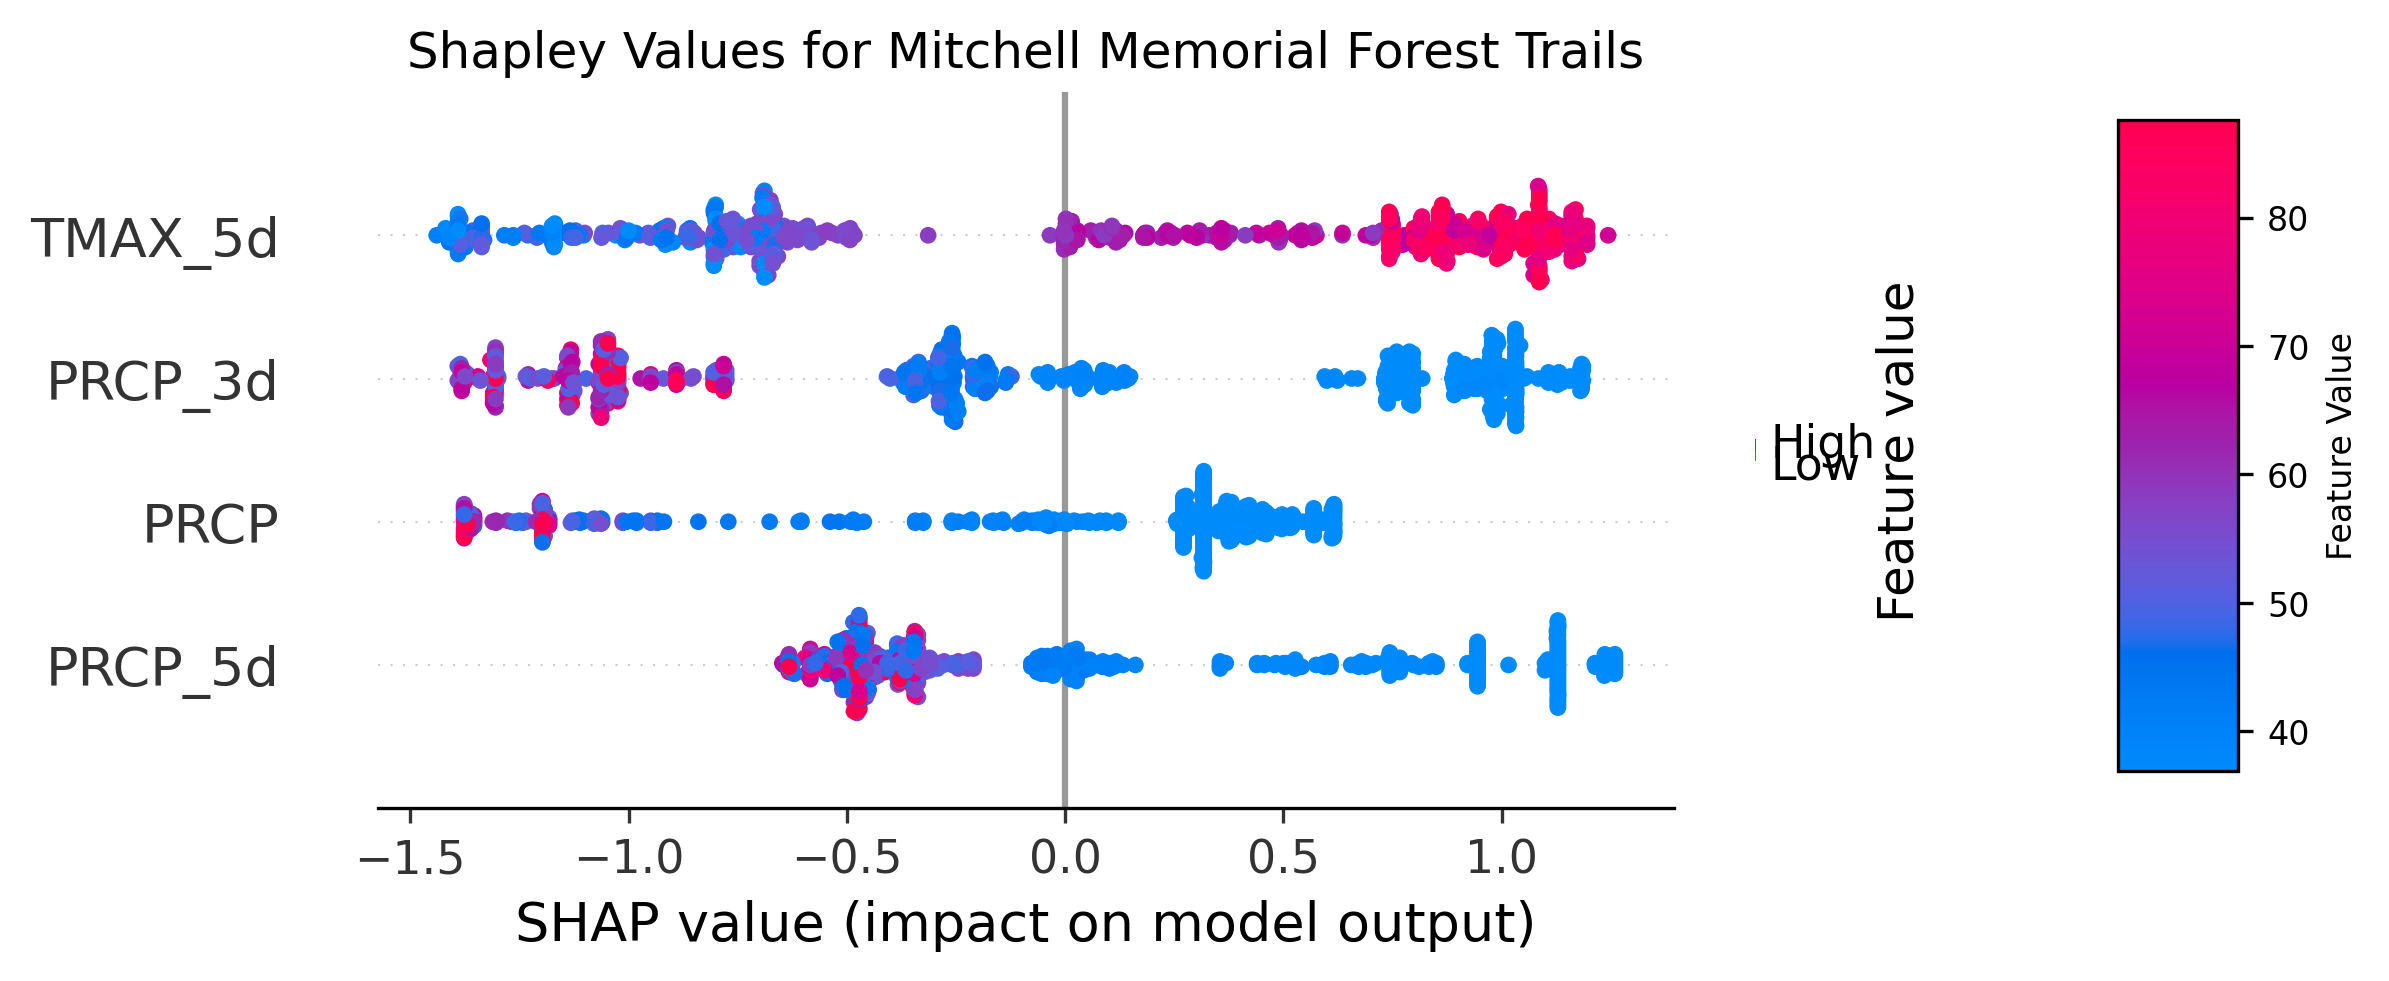 Shapley Values for Mitchell Memorial Forest Trails
TMAX_5d
PRCP_3d
PRCP
PRCP_5d
−1.5 −1.0 −0.5 0.0 0.5 1.0
SHAP value (impact on model output)
High
Low
Feature value
80
70
60
50
40
Feature Value